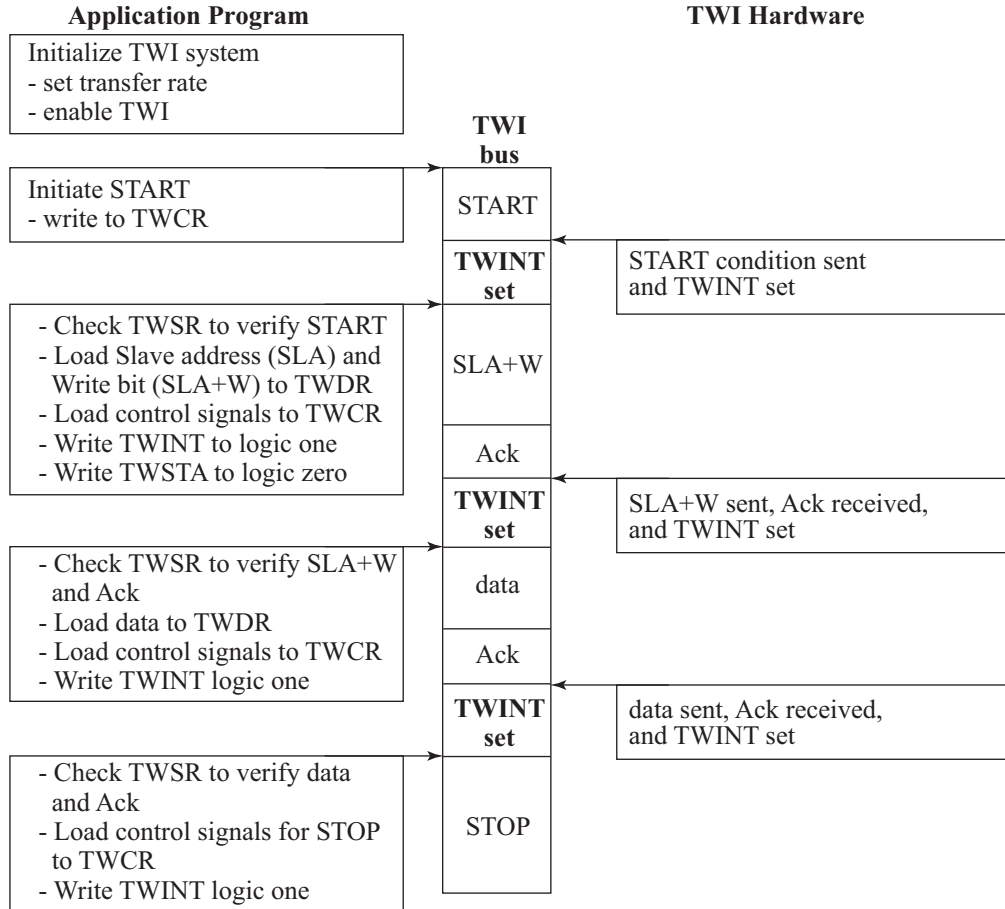 Application Program
TWI Hardware
Initialize TWI system
- set transfer rate
- enable TWI
TWI
bus
Initiate START
- write to TWCR
START
TWINT
set
START condition sent
and TWINT set
- Check TWSR to verify START
- Load Slave address (SLA) and
Write bit (SLA+W) to TWDR
- Load control signals to TWCR
- Write TWINT to logic one
- Write TWSTA to logic zero
SLA+W
Ack
TWINT
set
SLA+W sent, Ack received,
and TWINT set
- Check TWSR to verify SLA+W
and Ack
- Load data to TWDR
- Load control signals to TWCR
- Write TWINT logic one
data
Ack
TWINT
set
data sent, Ack received,
and TWINT set
- Check TWSR to verify data
and Ack
- Load control signals for STOP
to TWCR
- Write TWINT logic one
STOP